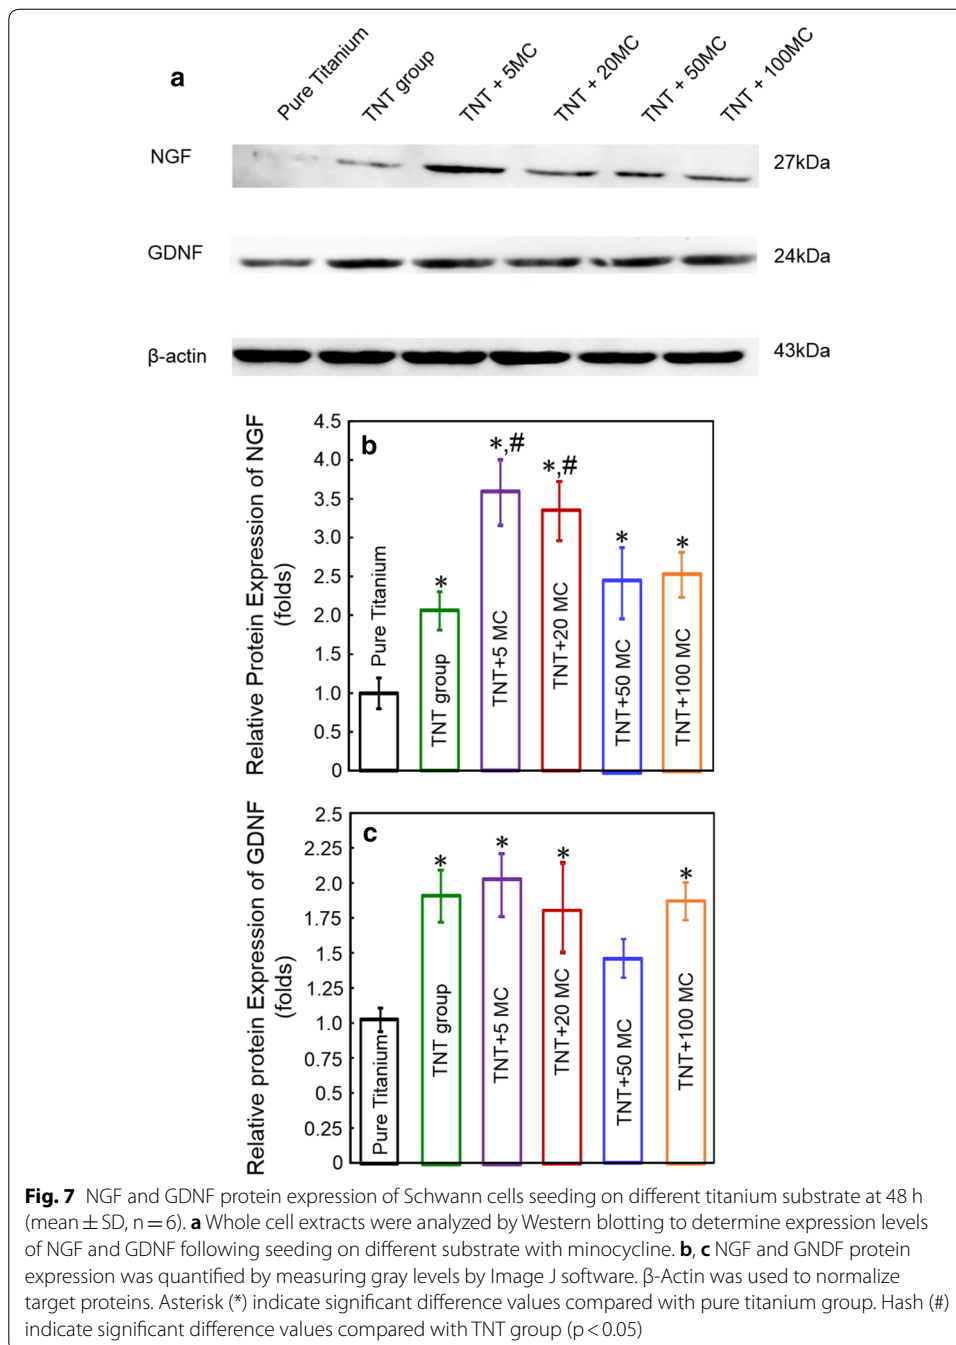 a
Pure Titanium
TNT group
TNT + 5MC
TNT + 20MC
TNT + 50MC
TNT + 100MC
NGF
27kDa
GDNF
24kDa
β-actin
43kDa
Relative Protein Expression of NGF
(folds)
b
4.5
4.0
3.5
3.0
2.5
2.0
1.5
1.0
0.5
0
Pure Titanium
*
TNT group
*,#
TNT+5 MC
*,#
TNT+20 MC
*
TNT+50 MC
*
TNT+100 MC
Relative protein Expression of GDNF
(folds)
c
2.5
2.25
2.0
1.75
1.5
1.25
1.0
0.75
0.5
0.25
0
Pure Titanium
*
TNT group
*
TNT+5 MC
*
TNT+20 MC
TNT+50 MC
*
TNT+100 MC
Fig. 7 NGF and GDNF protein expression of Schwann cells seeding on different titanium substrate at 48 h
(mean ± SD, n = 6). a Whole cell extracts were analyzed by Western blotting to determine expression levels
of NGF and GDNF following seeding on different substrate with minocycline. b, c NGF and GNDF protein
expression was quantified by measuring gray levels by Image J software. β-Actin was used to normalize
target proteins. Asterisk (*) indicate significant difference values compared with pure titanium group. Hash (#)
indicate significant difference values compared with TNT group (p < 0.05)